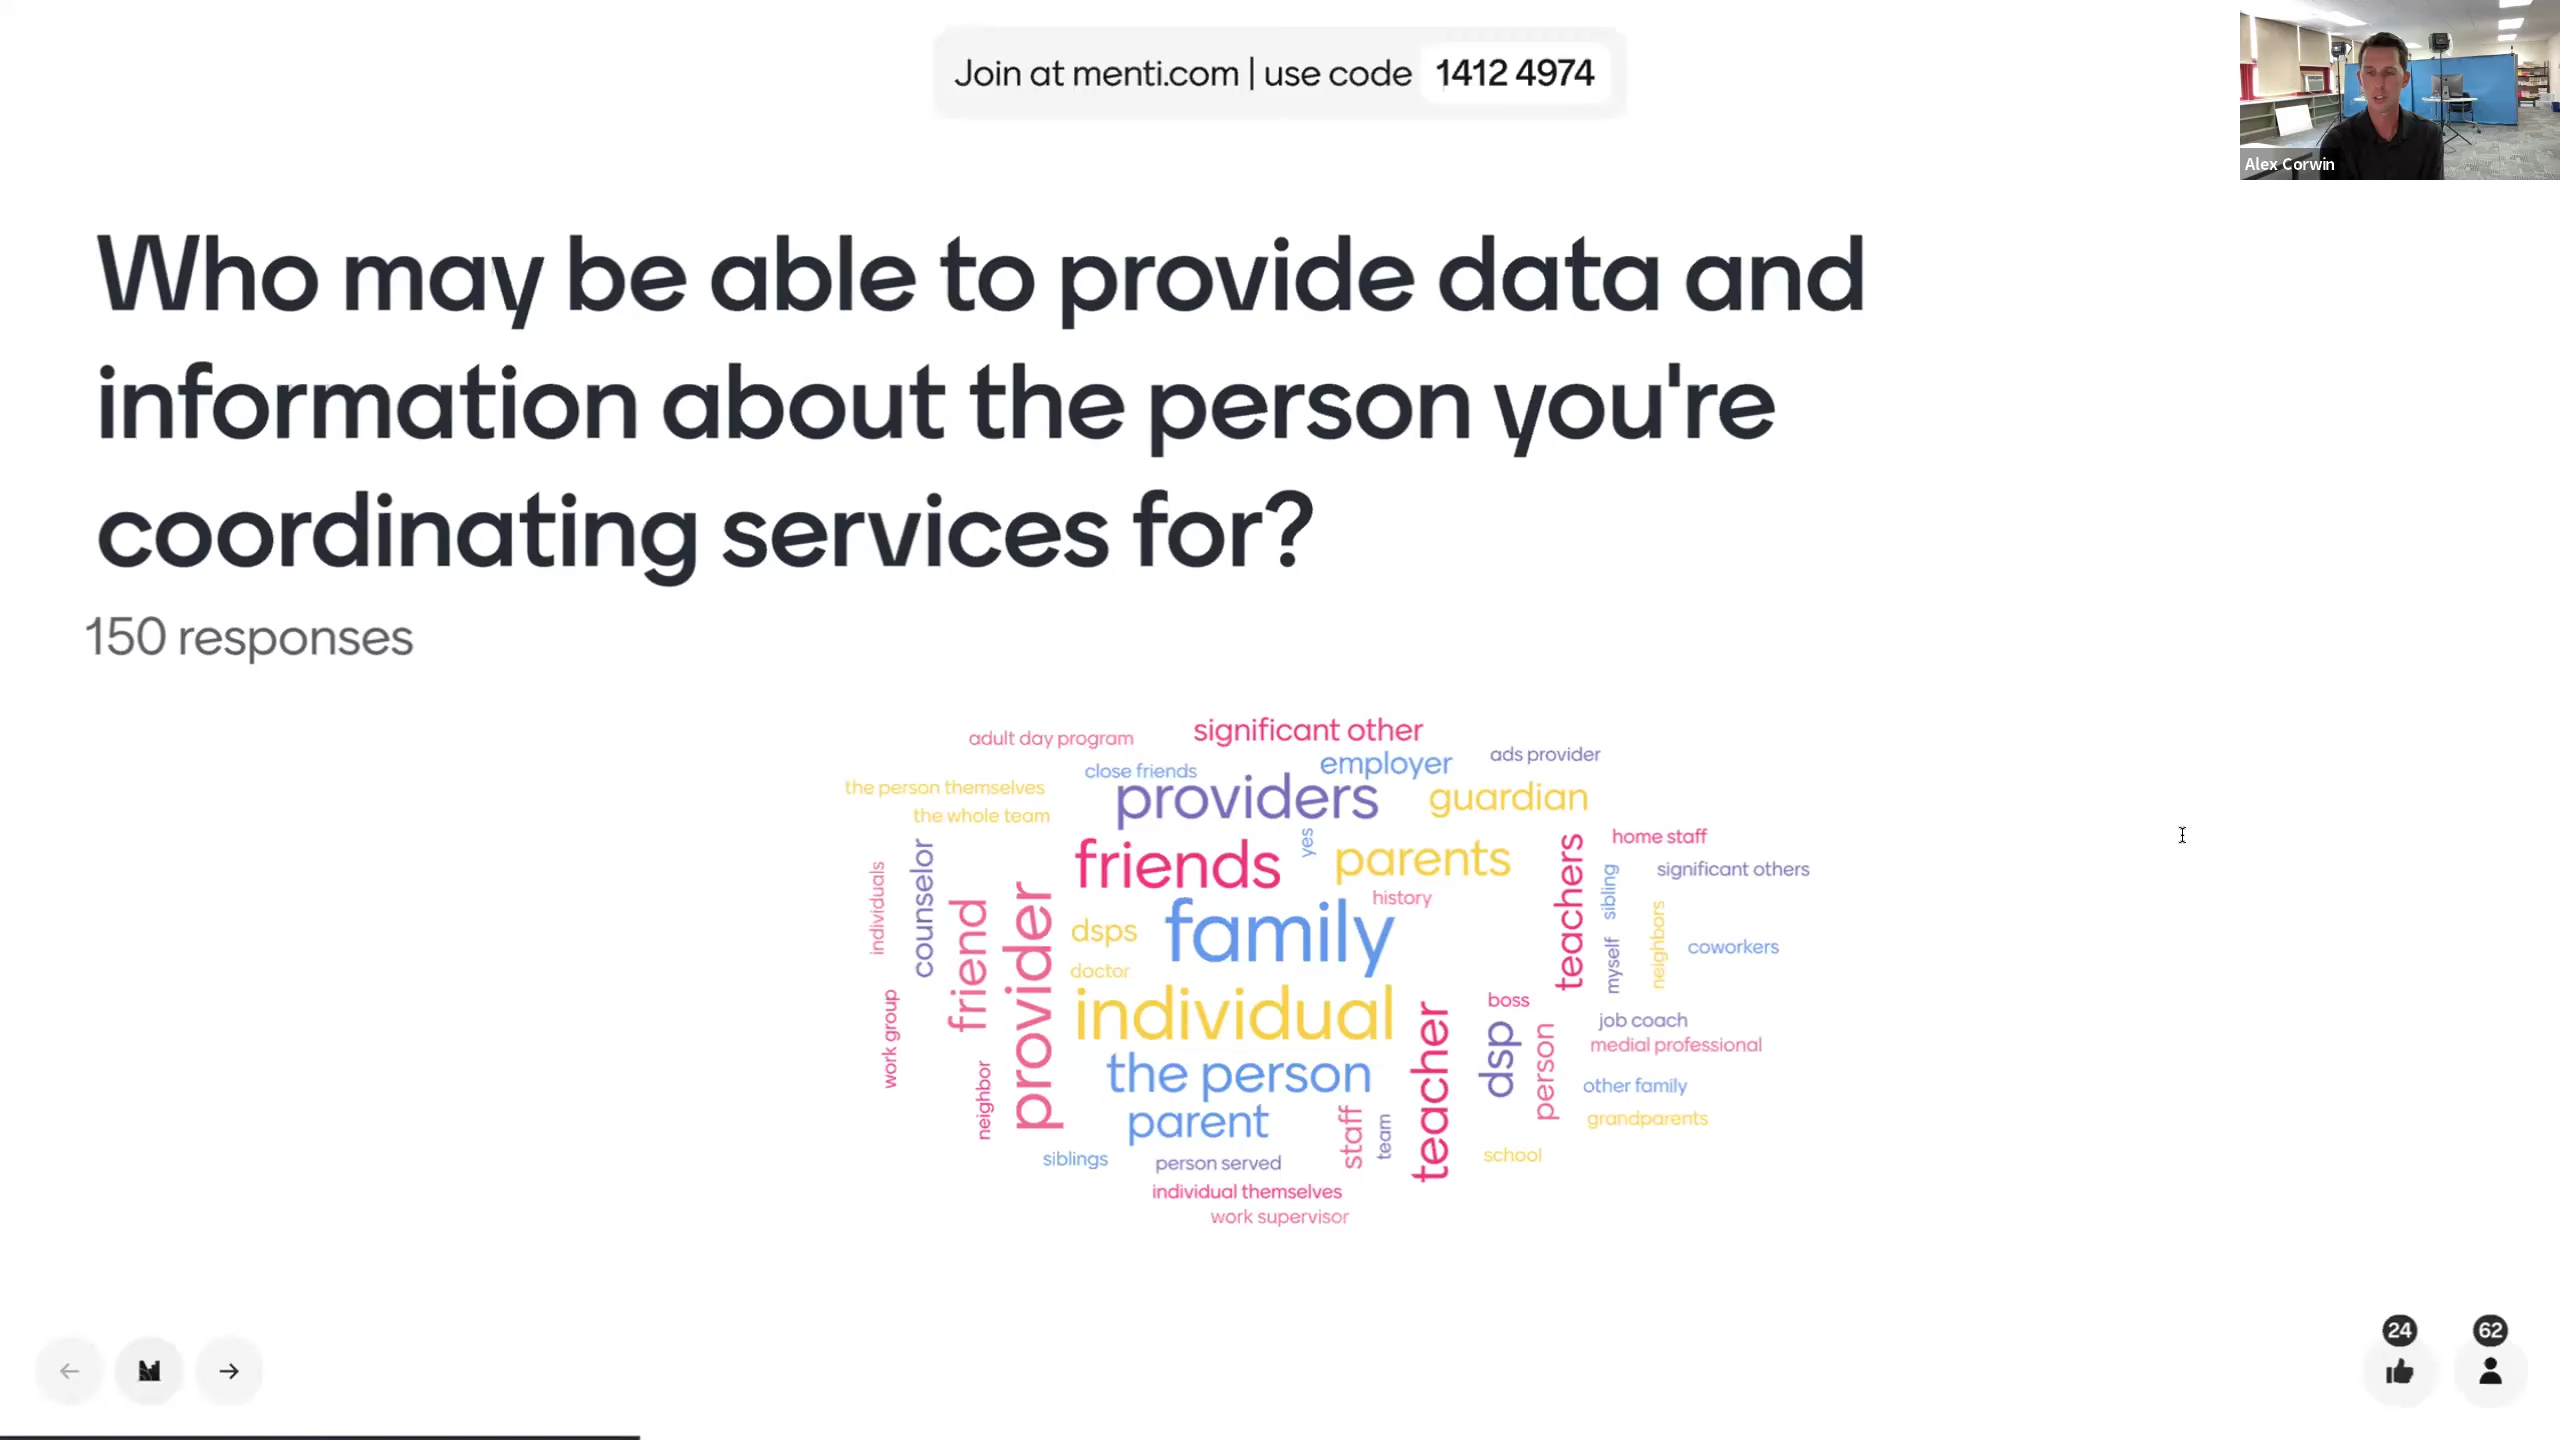 Join at menti.com | use code 1412 4974
Alex Corwin
Who may be able to provide data and
information about the person you're
coordinating services for?
150 responses
significant other
adult day program
employer
ads provider
close friends
the person themselves
providers
guardian
the whole team
yes
friends
parents
teachers
home staff
significant others
sibling
individuals
counselor
friend
provider
history
dsps
family
myself
neighbors
coworkers
doctor
individual
work group
neighbor
boss
dsp
person
job coach
medial professional
the person
teacher
other family
parent
staff
team
grandparents
siblings
person served
school
individual themselves
work supervisor
24
62